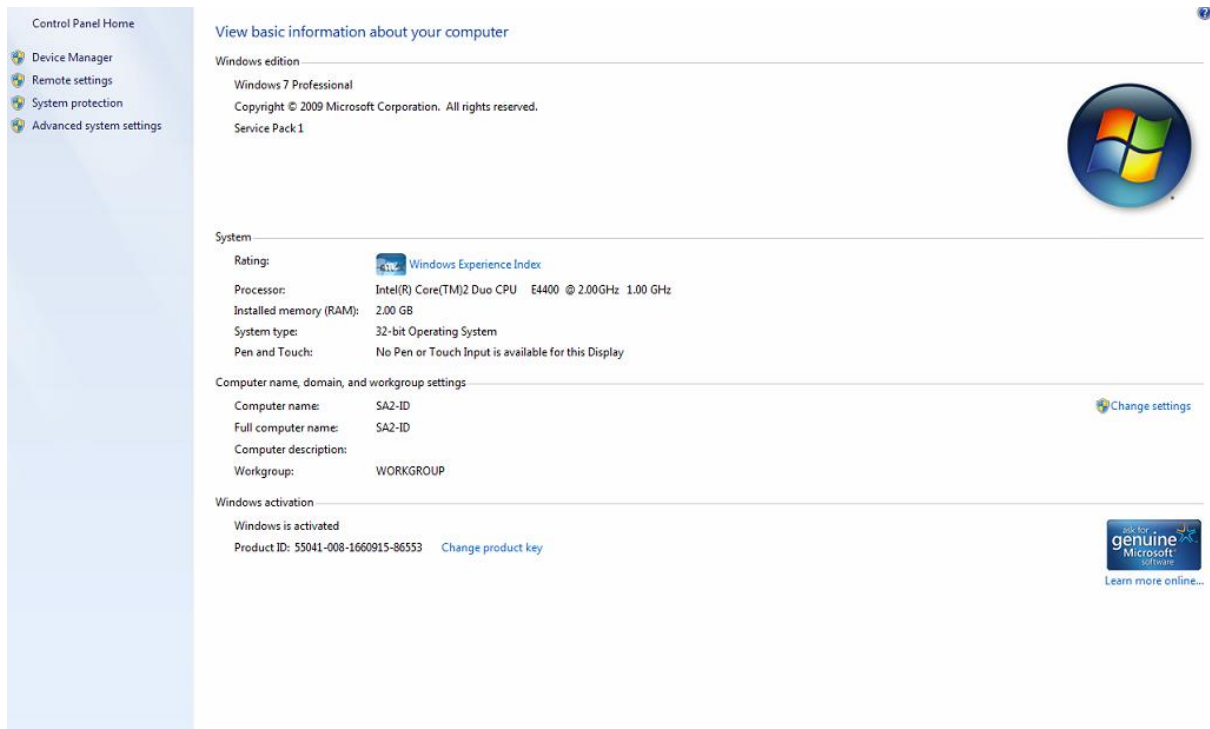 Control Panel Home
Device Manager
Remote settings
System protection
Advanced system settings
View basic information about your computer
Windows edition
Windows 7 Professional
Copyright © 2009 Microsoft Corporation. All rights reserved.
Service Pack 1
System
Rating: Windows Experience Index
Processor: Intel(R) Core(TM)2 Duo CPU E4400 @ 2.00GHz 1.00 GHz
Installed memory (RAM): 2.00 GB
System type: 32-bit Operating System
Pen and Touch: No Pen or Touch Input is available for this Display
Computer name, domain, and workgroup settings
Computer name: SA2-ID
Change settings
Full computer name: SA2-ID
Computer description:
Workgroup: WORKGROUP
Windows activation
Windows is activated
Product ID: 55041-008-1660915-86553 Change product key
ask for
genuine
Microsoft
software
Learn more online...